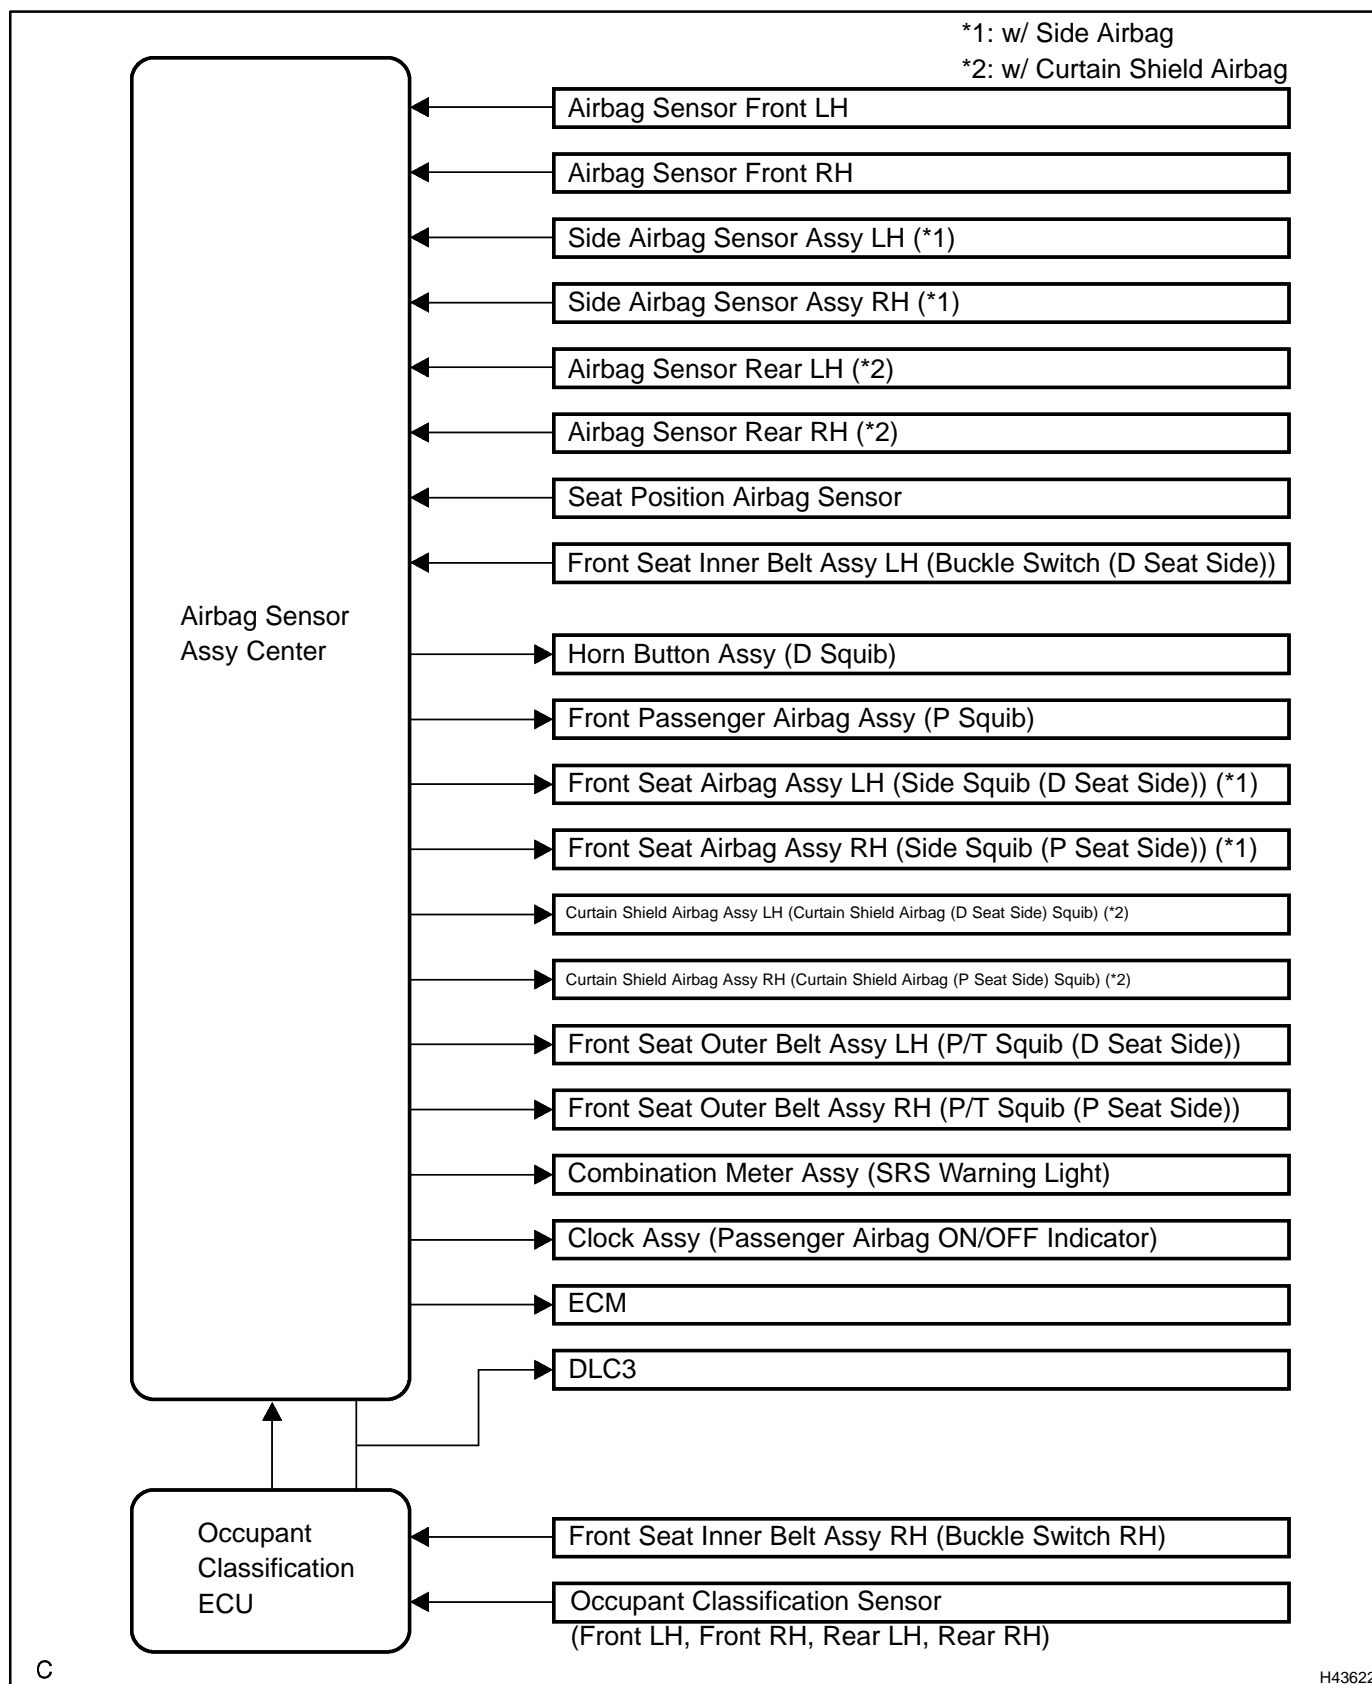 *1: w/ Side Airbag
*2: w/ Curtain Shield Airbag
Airbag Sensor Front LH
Airbag Sensor Front RH
Side Airbag Sensor Assy LH (*1)
Side Airbag Sensor Assy RH (*1)
Airbag Sensor Rear LH (*2)
Airbag Sensor Rear RH (*2)
Seat Position Airbag Sensor
Front Seat Inner Belt Assy LH (Buckle Switch (D Seat Side))
Airbag Sensor
Assy Center
Horn Button Assy (D Squib)
Front Passenger Airbag Assy (P Squib)
Front Seat Airbag Assy LH (Side Squib (D Seat Side)) (*1)
Front Seat Airbag Assy RH (Side Squib (P Seat Side)) (*1)
Curtain Shield Airbag Assy LH (Curtain Shield Airbag (D Seat Side) Squib) (*2)
Curtain Shield Airbag Assy RH (Curtain Shield Airbag (P Seat Side) Squib) (*2)
Front Seat Outer Belt Assy LH (P/T Squib (D Seat Side))
Front Seat Outer Belt Assy RH (P/T Squib (P Seat Side))
Combination Meter Assy (SRS Warning Light)
Clock Assy (Passenger Airbag ON/OFF Indicator)
ECM
DLC3
Occupant
Classification
ECU
Front Seat Inner Belt Assy RH (Buckle Switch RH)
Occupant Classification Sensor
(Front LH, Front RH, Rear LH, Rear RH)
C
H43622